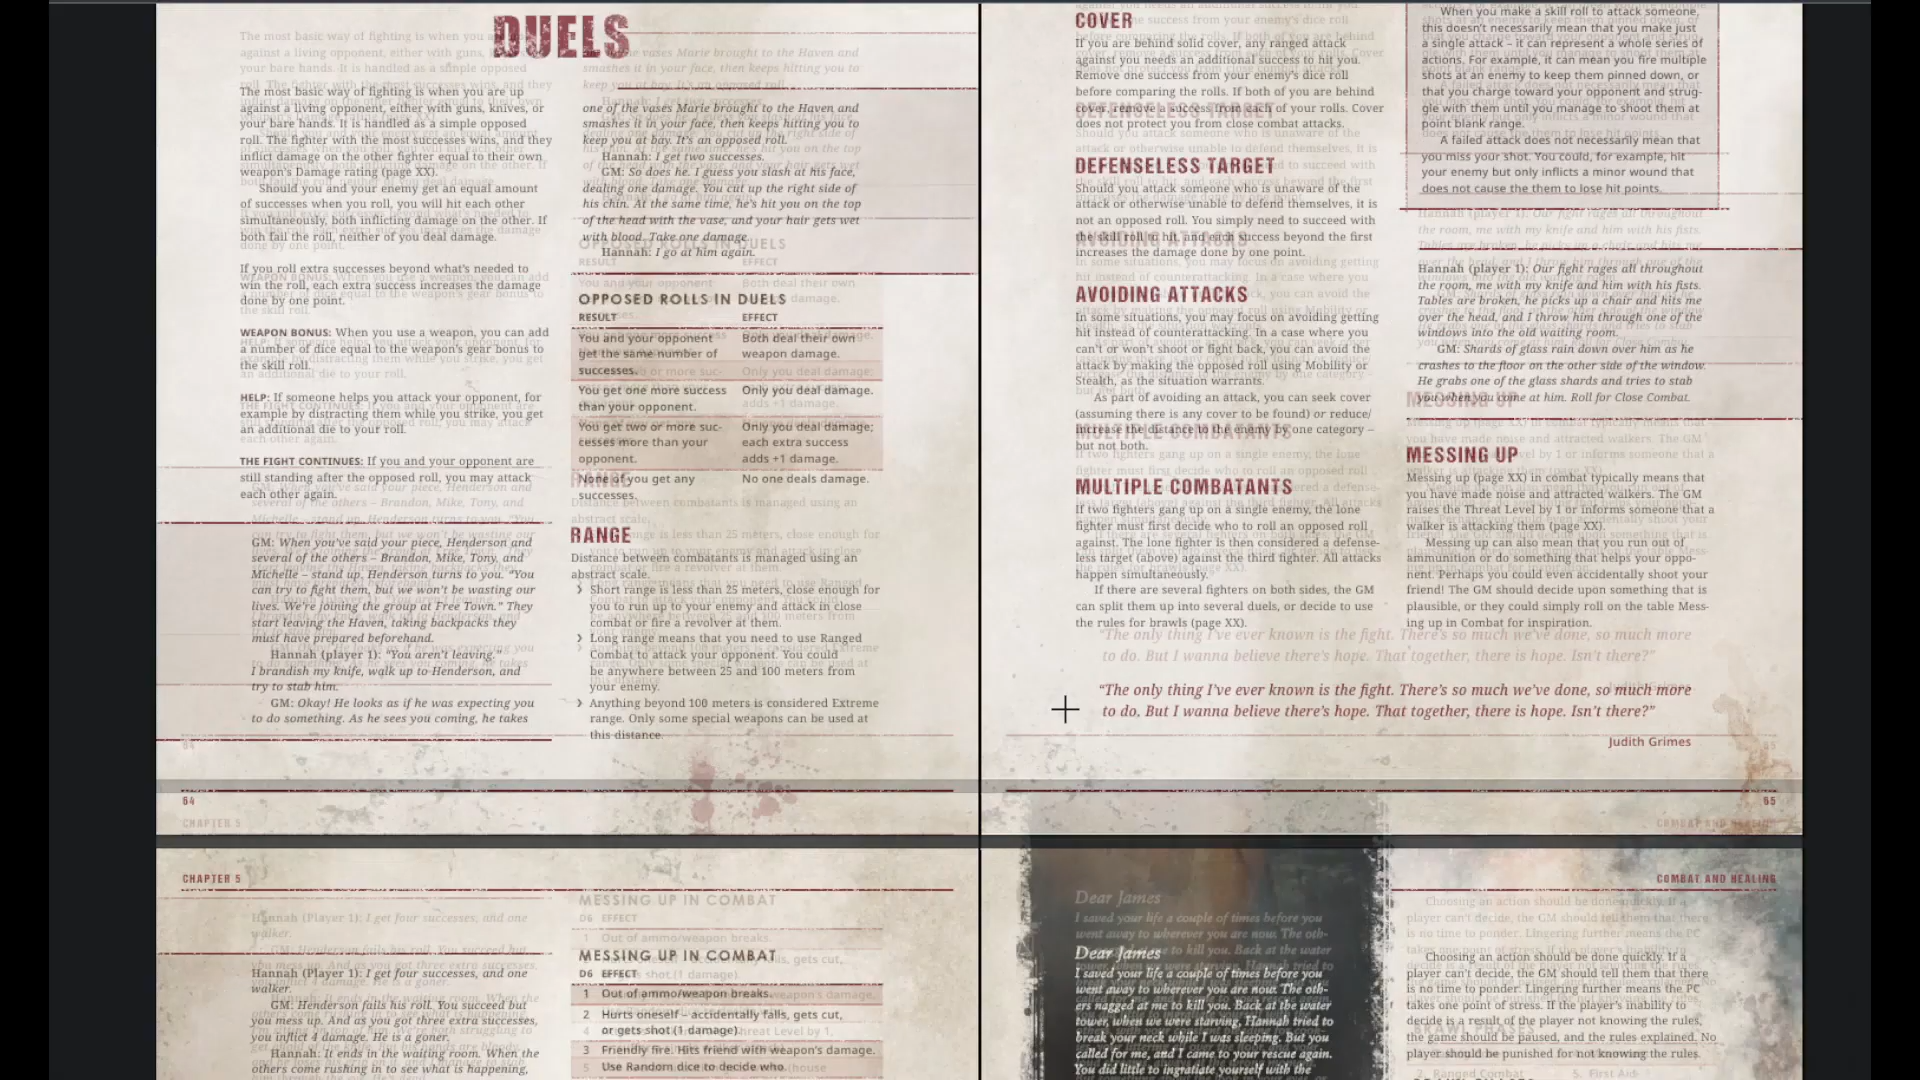 DUELS
The most basic way of fighting is when you are up
against a living opponent, either with guns, knives, or
your bare hands. It is handled as a simple opposed
roll. The fighter with the most successes wins, and they
inflict damage on the other fighter equal to their own
weapon's Damage rating (page XX).
Should you and your enemy get an equal amount
of successes when you roll, you will hit each other
simultaneously, both inflicting damage on the other. If
both fail the roll, neither of you deal damage.
If you roll extra successes beyond what's needed to
win the roll, each extra success increases the damage
done by one point.
WEAPON BONUS: When you use a weapon, you can add
a number of dice equal to the weapon's gear bonus to
the skill roll.
HELP: If someone helps you attack your opponent, for
example by distracting them while you strike, you get
an additional die to your roll.
THE FIGHT CONTINUES: If you and your opponent are
still standing after the opposed roll, you may attack
each other again.
GM: When you've said your piece, Henderson and
several of the others – Brandon, Mike, Tony, and
Michelle – stand up. Henderson turns to you. "You
can try to fight them, but we won't be wasting our
lives. We're joining the group at Free Town." They
start leaving the Haven, taking backpacks they
must have prepared beforehand.
Hannah (player 1): "You aren't leaving."
I brandish my knife, walk up to Henderson, and
try to stab him.
GM: Okay! He looks as if he was expecting you
to do something. As he sees you coming, he takes
one of the vases Marie brought to the Haven and
smashes it in your face, then keeps hitting you to
keep you at bay. It's an opposed roll.
Hannah: I get two successes.
GM: So does he. I guess you slash at his face,
dealing one damage. You cut up the right side of
his chin. At the same time, he's hit you on the top
of the head with the vase, and your hair gets wet
with blood. Take one damage.
Hannah: I go at him again.
OPPOSED ROLLS IN DUELS
RESULT EFFECT
You and your opponent Both deal their own
get the same number of weapon damage.
successes.
You get one more success Only you deal damage.
than your opponent.
You get two or more suc- Only you deal damage;
cesses more than your each extra success
opponent. adds +1 damage.
None of you get any No one deals damage.
successes.
RANGE
Distance between combatants is managed using an
abstract scale.
› Short range is less than 25 meters, close enough for
you to run up to your enemy and attack in close
combat or fire a revolver at them.
› Long range means that you need to use Ranged
Combat to attack your opponent. You could
be anywhere between 25 and 100 meters from
your enemy.
› Anything beyond 100 meters is considered Extreme
range. Only some special weapons can be used at
this distance.
64
CHAPTER 5
COVER
If you are behind solid cover, any ranged attack
against you needs an additional success to hit you.
Remove one success from your enemy's dice roll
before comparing the rolls. If both of you are behind
cover, remove a success from each of your rolls. Cover
does not protect you from close combat attacks.
DEFENSELESS TARGET
Should you attack someone who is unaware of the
attack or otherwise unable to defend themselves, it is
not an opposed roll. You simply need to succeed with
the skill roll to hit, and each success beyond the first
increases the damage done by one point.
AVOIDING ATTACKS
In some situations, you may focus on avoiding getting
hit instead of counterattacking. In a case where you
can't or won't shoot or fight back, you can avoid the
attack by making the opposed roll using Mobility or
Stealth, as the situation warrants.
As part of avoiding an attack, you can seek cover
(assuming there is any cover to be found) or reduce/
increase the distance to the enemy by one category –
but not both.
MULTIPLE COMBATANTS
If two fighters gang up on a single enemy, the lone
fighter must first decide who to roll an opposed roll
against. The lone fighter is then considered a defense-
less target (above) against the third fighter. All attacks
happen simultaneously.
If there are several fighters on both sides, the GM
can split them up into several duels, or decide to use
the rules for brawls (page XX).
When you make a skill roll to attack someone,
this doesn't necessarily mean that you make just
a single attack – it can represent a whole series of
actions. For example, it can mean you fire multiple
shots at an enemy to keep them pinned down, or
that you charge toward your opponent and strug-
gle with them until you manage to shoot them at
point blank range.
A failed attack does not necessarily mean that
you miss your shot. You could, for example, hit
your enemy but only inflicts a minor wound that
does not cause the them to lose hit points.
Hannah (player 1): Our fight rages all throughout
the room, me with my knife and him with his fists.
Tables are broken, he picks up a chair and hits me
over the head, and I throw him through one of the
windows into the old waiting room.
GM: Shards of glass rain down over him as he
crashes to the floor on the other side of the window.
He grabs one of the glass shards and tries to stab
you when you come at him. Roll for Close Combat.
MESSING UP
Messing up (page XX) in combat typically means that
you have made noise and attracted walkers. The GM
raises the Threat Level by 1 or informs someone that a
walker is attacking them (page XX).
Messing up can also mean that you run out of
ammunition or do something that helps your oppo-
nent. Perhaps you could even accidentally shoot your
friend! The GM should decide upon something that is
plausible, or they could simply roll on the table Mess-
ing up in Combat for inspiration.
"The only thing I've ever known is the fight. There's so much we've done, so much more
to do. But I wanna believe there's hope. That together, there is hope. Isn't there?"
Judith Grimes
65
COMBAT AND HEALING
CHAPTER 5
Hannah (Player 1): I get four successes, and one
walker.
GM: Henderson fails his roll. You succeed but
you mess up. And as you got three extra successes,
you inflict 4 damage. He is a goner.
Hannah: It ends in the waiting room. When the
others come rushing in to see what is happening,
MESSING UP IN COMBAT
D6 EFFECT
1 Out of ammo/weapon breaks.
2 Hurts oneself – accidentally falls, gets cut,
or gets shot (1 damage).
3 Friendly fire. Hits friend with weapon's damage.
Use Random dice to decide who.
Dear James
I saved your life a couple of times before you
went away to wherever you are now. The oth-
ers nagged at me to kill you. Back at the water
tower, when we were starving, Hannah tried to
break your neck while I was sleeping. But you
called for me, and I came to your rescue again.
You did little to ingratiate yourself with the
COMBAT AND HEALING
Choosing an action should be done quickly. If a
player can't decide, the GM should tell them that there
is no time to ponder. Lingering further means the PC
takes one point of stress. If the player's inability to
decide is a result of the player not knowing the rules,
the game should be paused, and the rules explained. No
player should be punished for not knowing the rules.